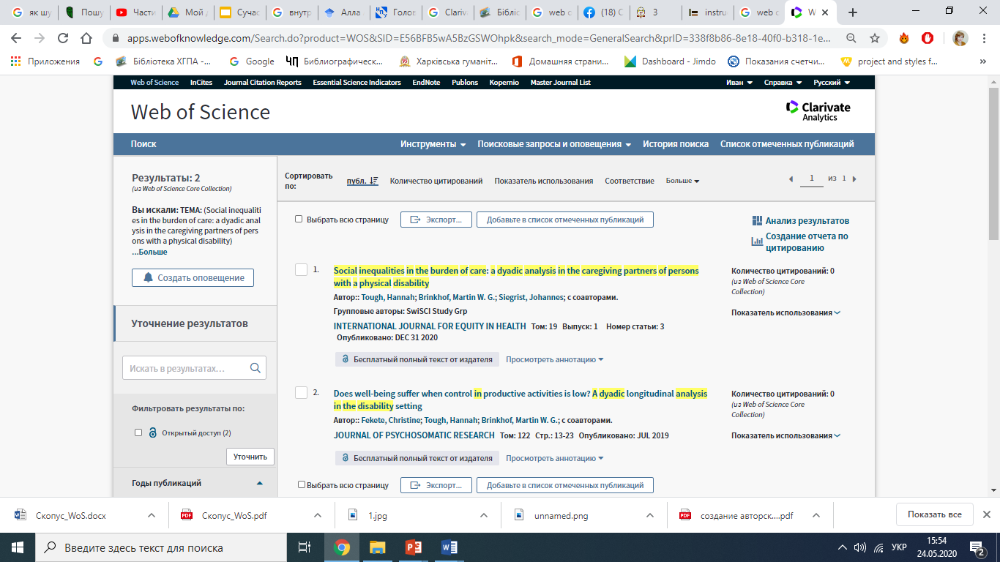 як шу
Пошу
Части
Мой д
Сучас
внутр
Алла
Голов
Clariva
Бібліс
web o
(18) С
3
instru
web c
W
apps.webofknowledge.com/Search.do?product=WOS&SID=E56BFB5wA5BzGSWOhpk&search_mode=GeneralSearch&prID=338f8b86-8e18-40f0-b318-1e...
Приложения
Бібліотека ХГПА -...
Google
Библиографическ...
Харківська гуманіт...
Домашняя страни...
Dashboard - Jimdo
Показания счетчи...
project and styles f...
Web of Science InCites Journal Citation Reports Essential Science Indicators EndNote Publons Kopernio Master Journal List
Иван Справка Русский
Web of Science
Clarivate
Analytics
Поиск
Инструменты Поисковые запросы и оповещения История поиска Список отмеченных публикаций
Результаты: 2
(из Web of Science Core Collection)
Вы искали: ТЕМА: (Social inequaliti
es in the burden of care: a dyadic anal
ysis in the caregiving partners of pers
ons with a physical disability)
...Больше
Создать оповещение
Уточнение результатов
Искать в результатах...
Фильтровать результаты по:
Открытый доступ (2)
Уточнить
Годы публикаций
Сортировать
по:
публ. Количество цитирований Показатель использования Соответствие Больше
1 из 1
Выбрать всю страницу Экспорт... Добавьте в список отмеченных публикаций
Анализ результатов
Создание отчета по
цитированию
1. Social inequalities in the burden of care: a dyadic analysis in the caregiving partners of persons
with a physical disability
Автор:: Tough, Hannah; Brinkhof, Martin W. G.; Siegrist, Johannes; с соавторами.
Групповые авторы: SwiSCI Study Grp
INTERNATIONAL JOURNAL FOR EQUITY IN HEALTH Том: 19 Выпуск: 1 Номер статьи: 3
Опубликовано: DEC 31 2020
Бесплатный полный текст от издателя Просмотреть аннотацию
Количество цитирований: 0
(из Web of Science Core
Collection)
Показатель использования
2. Does well-being suffer when control in productive activities is low? A dyadic longitudinal analysis
in the disability setting
Автор:: Fekete, Christine; Tough, Hannah; Brinkhof, Martin W. G.; с соавторами.
JOURNAL OF PSYCHOSOMATIC RESEARCH Том: 122 Стр.: 13-23 Опубликовано: JUL 2019
Бесплатный полный текст от издателя Просмотреть аннотацию
Количество цитирований: 0
(из Web of Science Core
Collection)
Показатель использования
Выбрать всю страницу Экспорт... Добавьте в список отмеченных публикаций
Скопус_WoS.docx
Скопус_WoS.pdf
1.jpg
unnamed.png
создание авторск....pdf
Показать все
Введите здесь текст для поиска
УКР
15:54
24.05.2020
2